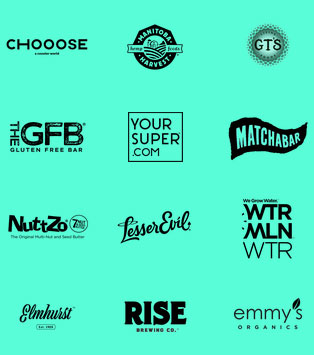 CHOOOSE
MANITOBA
hemp foods
HARVEST
GTS
THE GFB
GLUTEN FREE BAR
YOUR
SUPER
.COM
MATCHABAR
NuttZo
The Original Multi-Nut and Seed Butter
LesserEvil
We Grow Water.
WTR
MLN
WTR
Elmhurst
Est. 1925
RISE
BREWING CO.
emmy's
ORGANICS